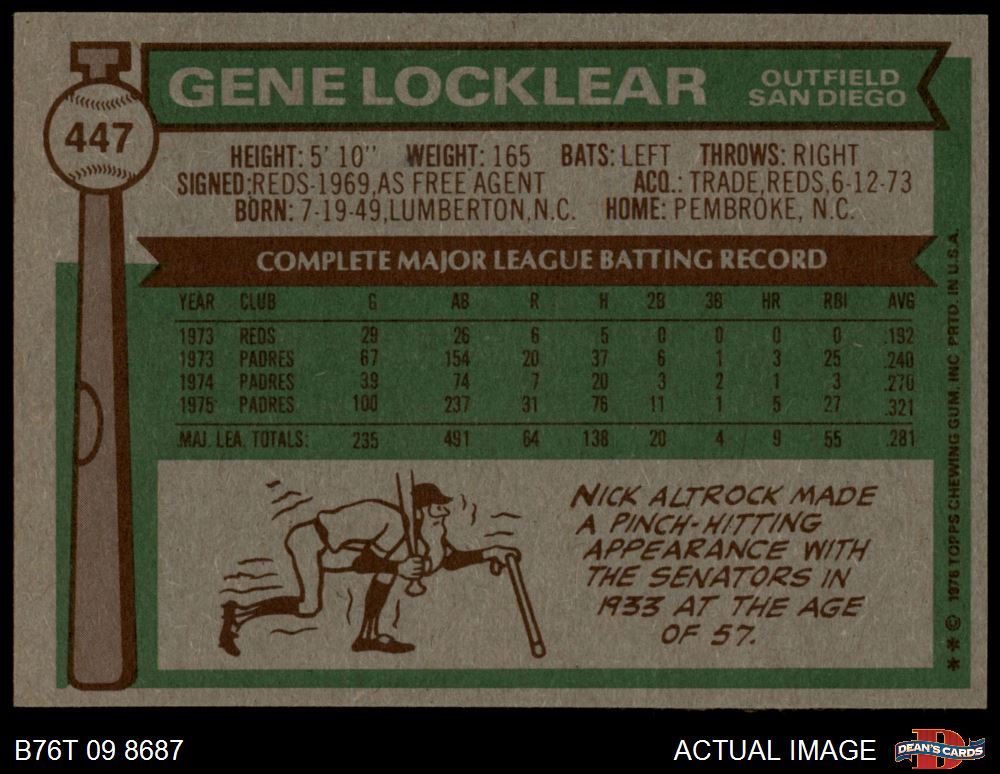 GENE LOCKLEAR
OUTFIELD
SAN DIEGO
447
HEIGHT: 5' 10" WEIGHT: 165 BATS: LEFT THROWS: RIGHT
SIGNED: REDS-1969, AS FREE AGENT ACQ.: TRADE, REDS, 6-12-73
BORN: 7-19-49, LUMBERTON, N.C. HOME: PEMBROKE, N.C.
COMPLETE MAJOR LEAGUE BATTING RECORD
YEAR CLUB G AB R H 2B 3B HR RBI AVG
1973 REDS 29 26 6 5 0 0 0 0 .192
1973 PADRES 67 154 20 37 6 1 3 25 .240
1974 PADRES 39 74 7 20 3 2 1 3 .270
1975 PADRES 100 237 31 76 11 1 5 27 .321
MAJ. LEA. TOTALS: 235 491 64 138 20 4 9 55 .281
NICK ALTROCK MADE
A PINCH-HITTING
APPEARANCE WITH
THE SENATORS IN
1933 AT THE AGE
OF 57.
** © 1976 TOPPS CHEWING GUM, INC PRTD. IN U.S.A.
B76T 09 8687
ACTUAL IMAGE
D
DEAN'S CARDS